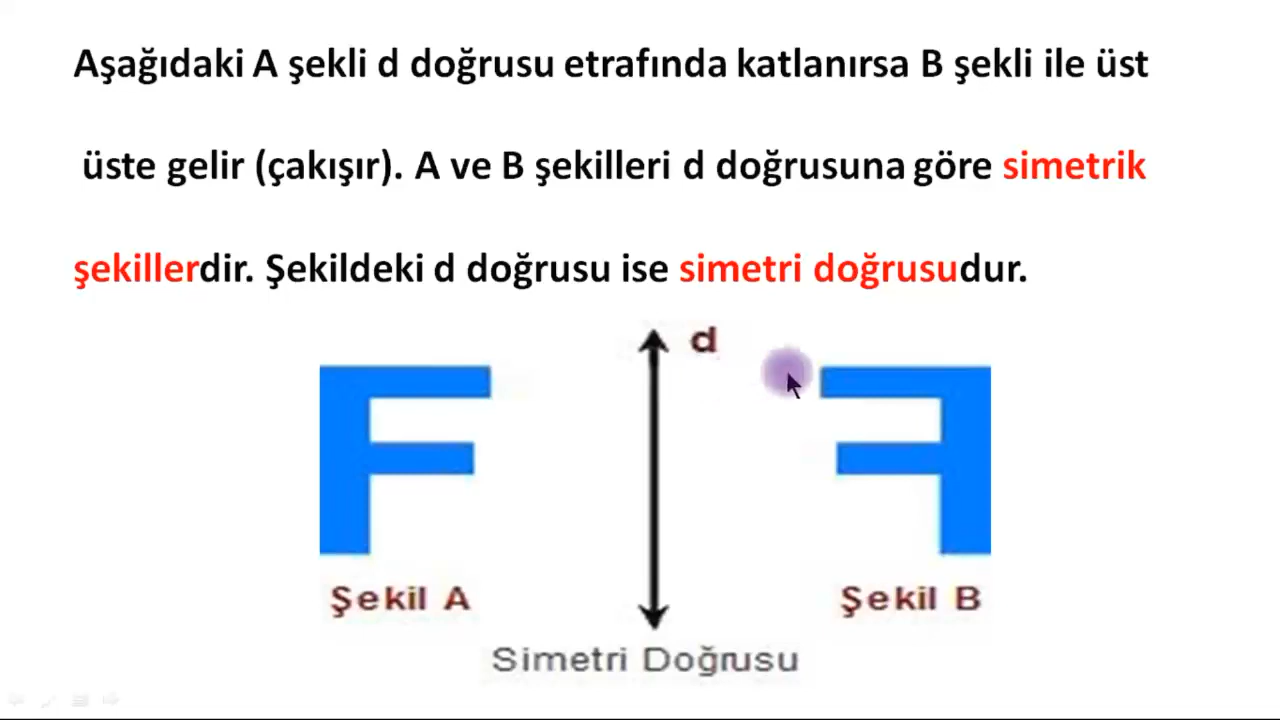 Aşağıdaki A şekli d doğrusu etrafında katlanırsa B şekli ile üst
üste gelir (çakışır). A ve B şekilleri d doğrusuna göre simetrik
şekillerdir. Şekildeki d doğrusu ise simetri doğrusudur.
d
Şekil A
Şekil B
Simetri Doğrusu